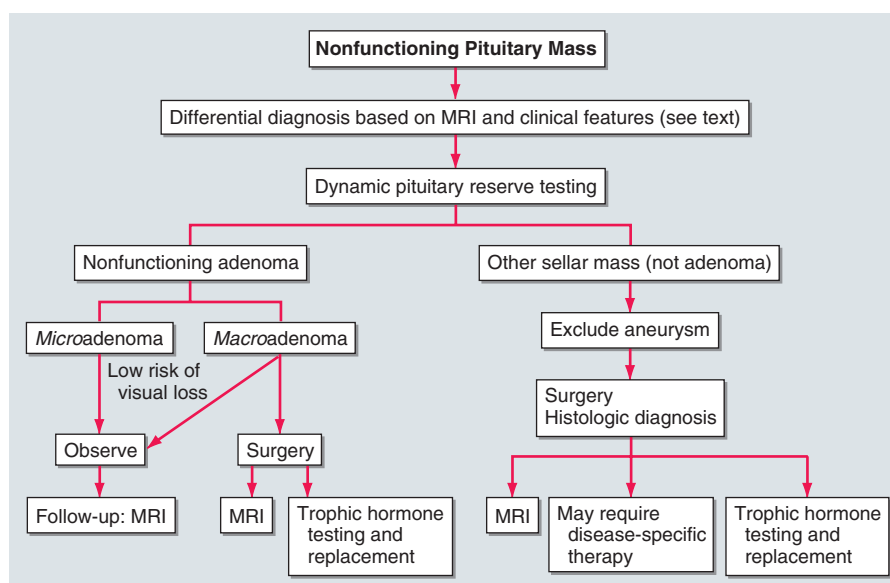 Nonfunctioning Pituitary Mass
Differential diagnosis based on MRI and clinical features (see text)
Dynamic pituitary reserve testing
Nonfunctioning adenoma
Other sellar mass (not adenoma)
Microadenoma
Macroadenoma
Exclude aneurysm
Low risk of
visual loss
Surgery
Histologic diagnosis
Observe
Surgery
Follow-up: MRI
MRI
Trophic hormone
testing and
replacement
MRI
May require
disease-specific
therapy
Trophic hormone
testing and
replacement